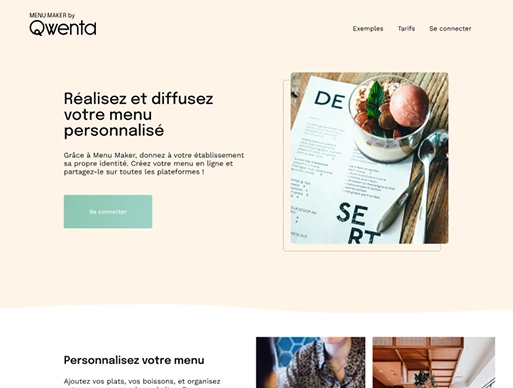 MENU MAKER by
Qwenta
Exemples
Tarifs
Se connecter
Réalisez et diffusez
votre menu
personnalisé
Grâce à Menu Maker, donnez à votre établissement
sa propre identité. Créez votre menu en ligne et
partagez-le sur toutes les plateformes !
Se connecter
DE
SE
RT
Personnalisez votre menu
Ajoutez vos plats, vos boissons, et organisez